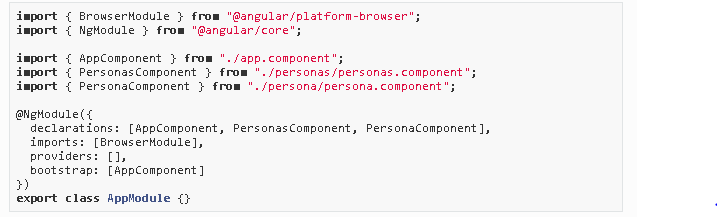 import { BrowserModule } from "@angular/platform-browser";
import { NgModule } from "@angular/core";

import { AppComponent } from "./app.component";
import { PersonasComponent } from "./personas/personas.component";
import { PersonaComponent } from "./persona/persona.component";

@NgModule({
  declarations: [AppComponent, PersonasComponent, PersonaComponent],
  imports: [BrowserModule],
  providers: [],
  bootstrap: [AppComponent]
})
export class AppModule {}